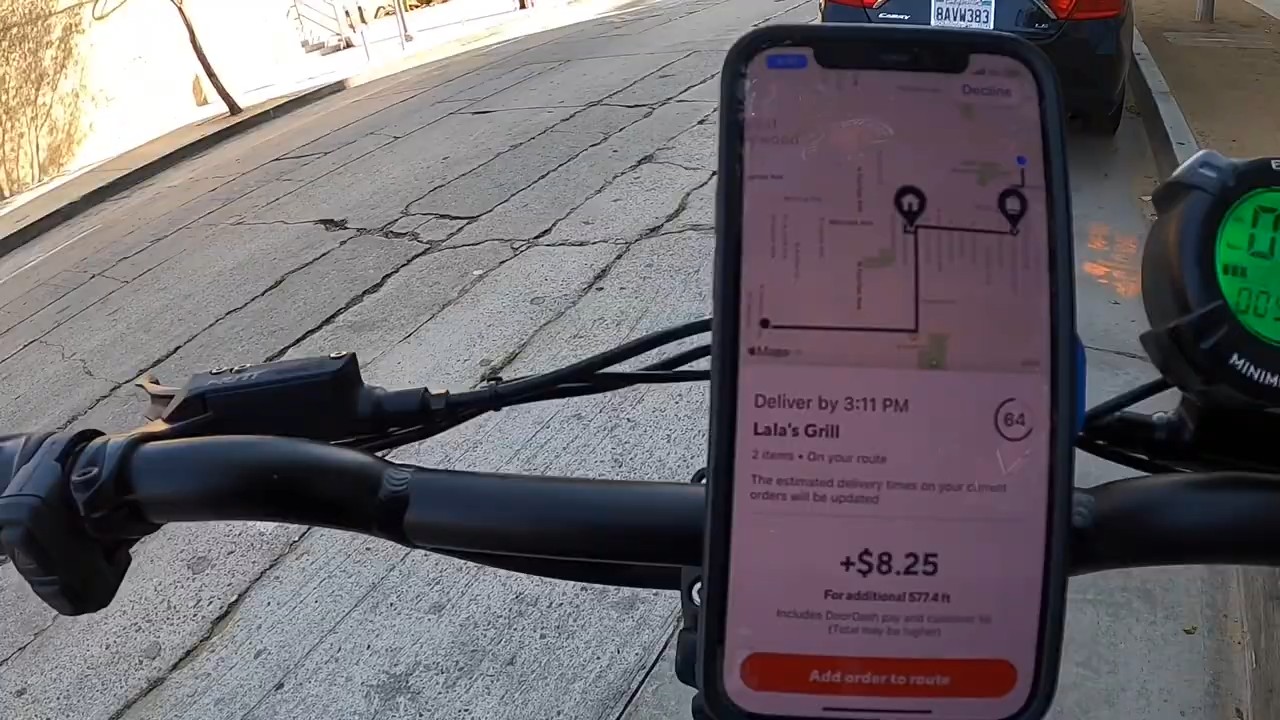 CAMRY
8AVW383
Decline
Maps
Deliver by 3:11 PM
64
Lala's Grill
2 items • On your route
The estimated delivery times on your current
orders will be updated
+$8.25
For additional 577.4 ft
Includes DoorDash pay and customer tip
(Total may be higher)
Add order to route
MINIM